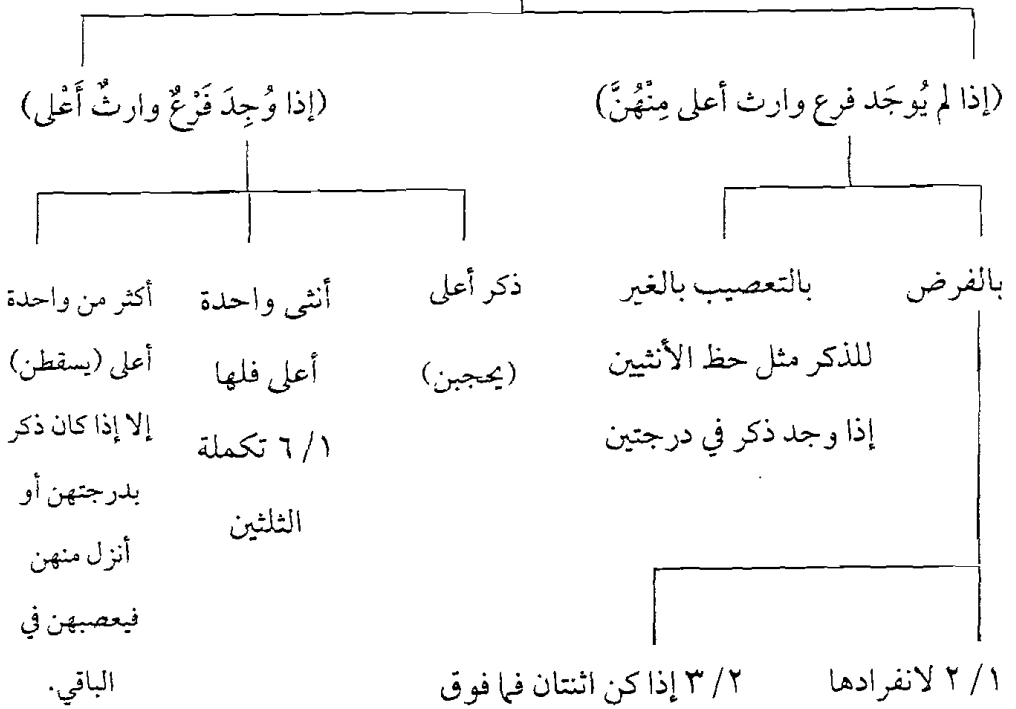 (إذا لم يُوجَد فرع وارث أعلى مِنْهُنَّ)
(إذا وُجِدَ فَرْعٌ وارثٌ أَعْلى)
بالفرض
بالتعصيب بالغير
للذكر مثل حظ الأنثيين
إذا وجد ذكر في درجتين
١/ ٢ لانفرادها
٢/ ٣ إذا كن اثنتان فما فوق
ذكر أعلى
(يحجبن)
أنثى واحدة
أعلى فلها
١/ ٦ تكملة
الثلثين
أكثر من واحدة
أعلى (يسقطن)
إلا إذا كان ذكر
بدرجتهن أو
أنزل منهن
فيعصبهن في
الباقي.